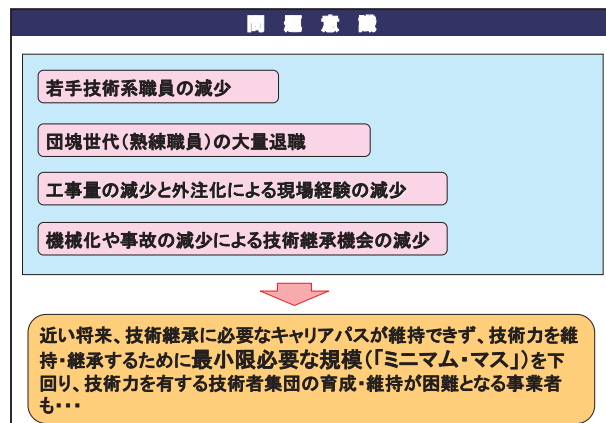 問題意識
若手技術系職員の減少
団塊世代(熟練職員)の大量退職
工事量の減少と外注化による現場経験の減少
機械化や事故の減少による技術継承機会の減少
近い将来、技術継承に必要なキャリアパスが維持できず、技術力を維
持・継承するために最小限必要な規模(「ミニマム・マス」)を下
回り、技術力を有する技術者集団の育成・維持が困難となる事業者
も・・・